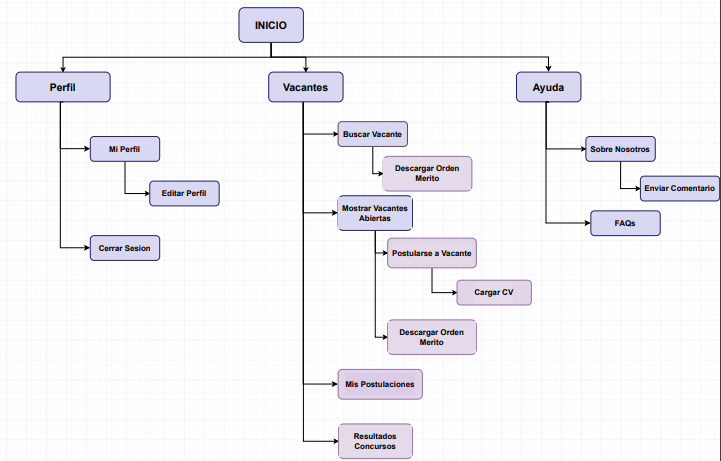 INICIO
Perfil
Vacantes
Ayuda
Buscar Vacante
Mi Perfil
Sobre Nosotros
Descargar Orden
Merito
Editar Perfil
Enviar Comentario
Mostrar Vacantes
Abiertas
FAQs
Cerrar Sesion
Postularse a Vacante
Cargar CV
Descargar Orden
Merito
Mis Postulaciones
Resultados
Concursos